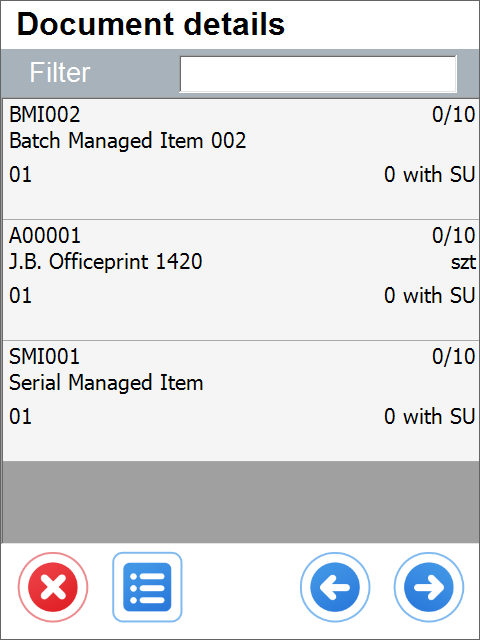 Document details
Filter
BMI002 0/10
Batch Managed Item 002
01 0 with SU
A00001 0/10
J.B. Officeprint 1420 szt
01 0 with SU
SMI001 0/10
Serial Managed Item
01 0 with SU